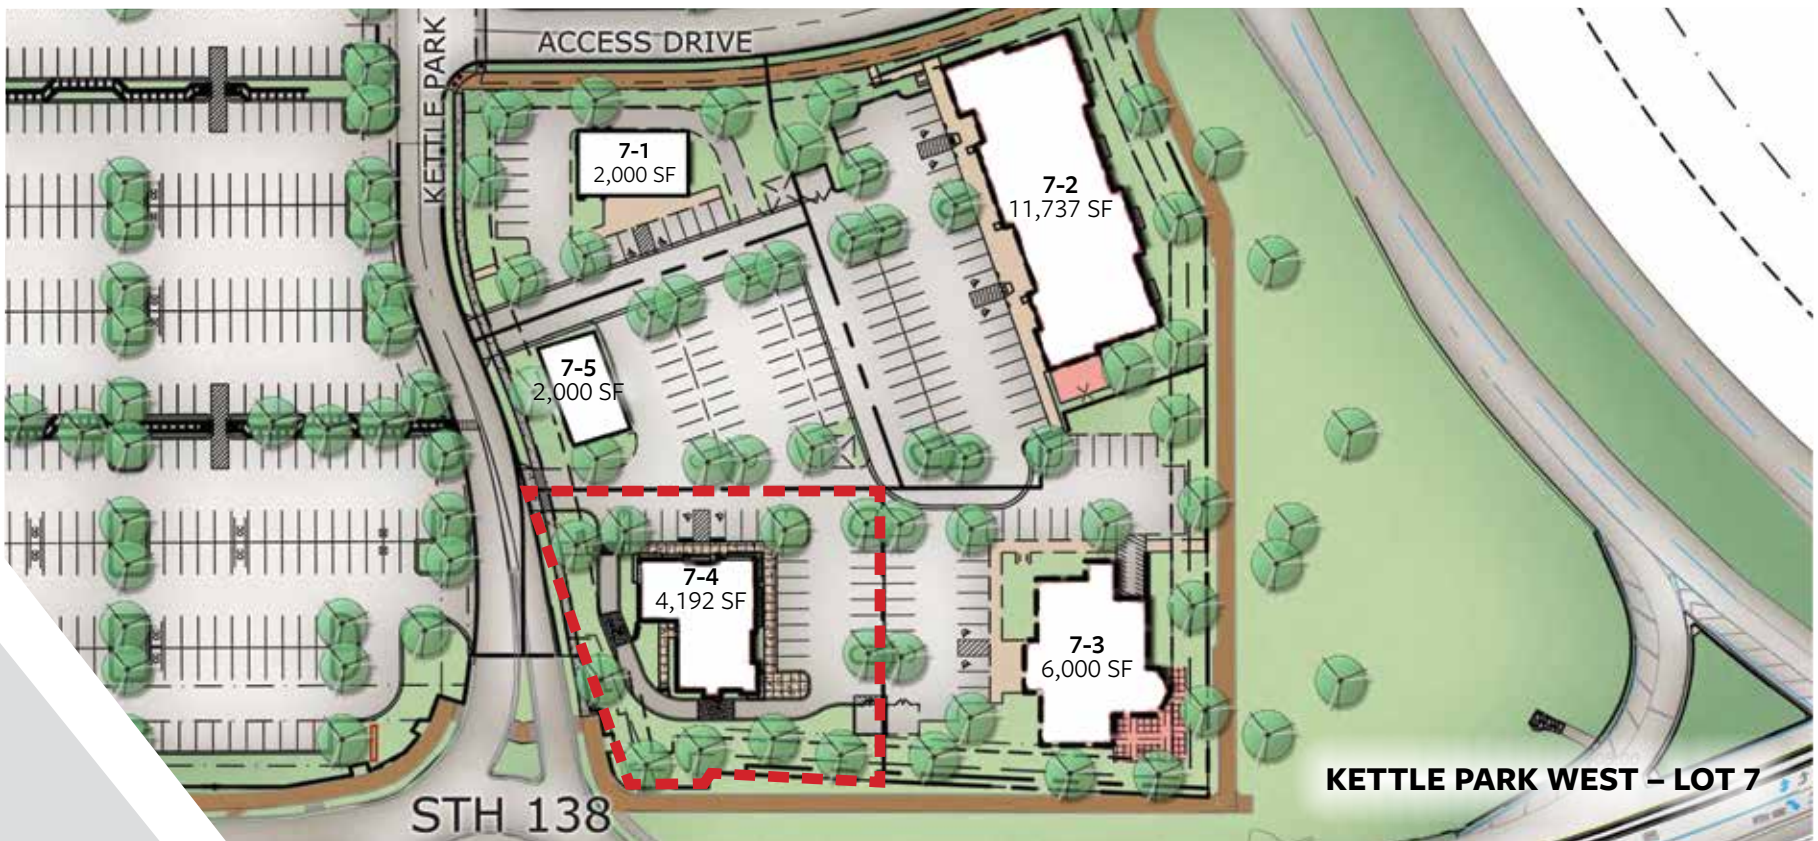 ACCESS DRIVE
KETTLE PARK
7-1
2,000 SF
7-2
11,737 SF
7-5
2,000 SF
7-4
4,192 SF
7-3
6,000 SF
KETTLE PARK WEST – LOT 7
STH 138